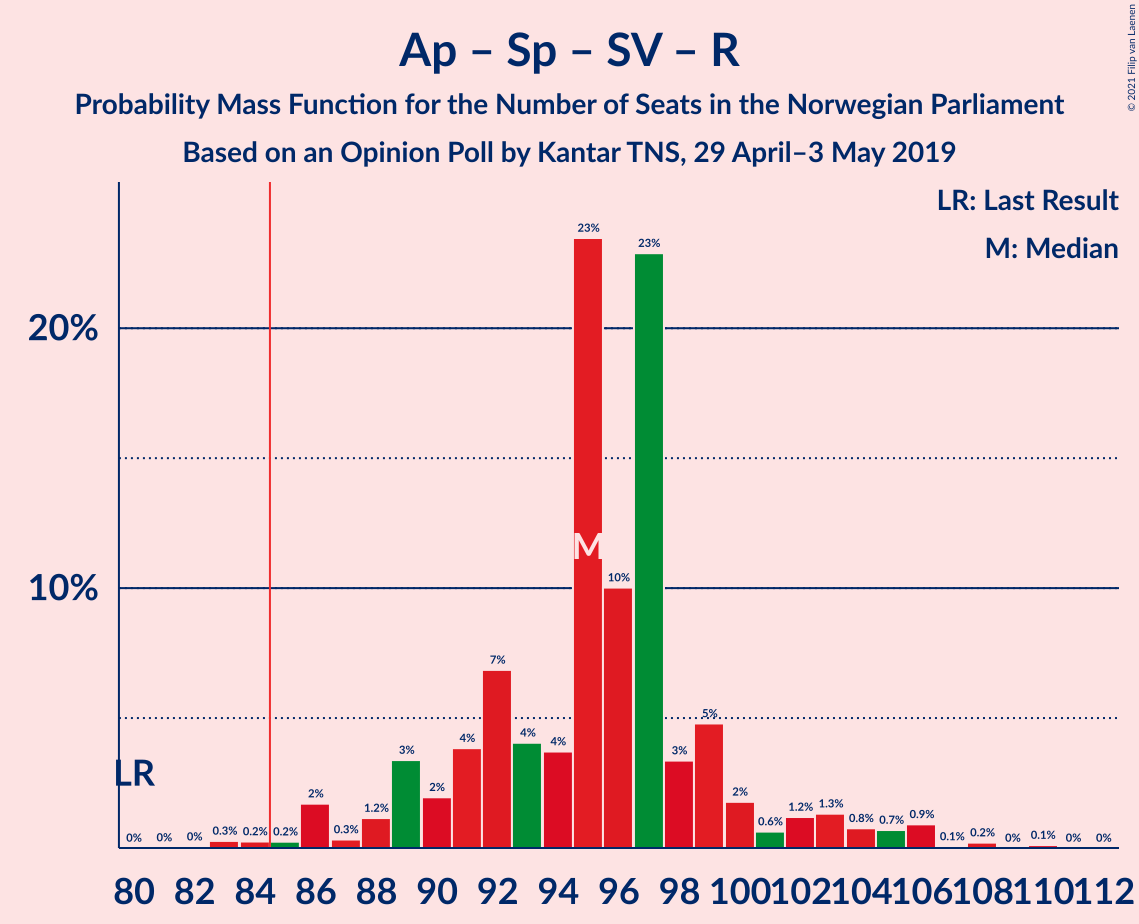 Ap – Sp – SV – R
Probability Mass Function for the Number of Seats in the Norwegian Parliament
Based on an Opinion Poll by Kantar TNS, 29 April–3 May 2019
© 2021 Filip van Laenen
LR: Last Result
M: Median
20%
10%
LR
M
0% 0% 0% 0.3% 0.2% 0.2% 2% 0.3% 1.2% 3% 2% 4% 7% 4% 4% 23% 10% 23% 3% 5% 2% 0.6% 1.2% 1.3% 0.8% 0.7% 0.9% 0.1% 0.2% 0% 0.1% 0% 0%
80 82 84 86 88 90 92 94 96 98 100 102 104 106 108 110 112